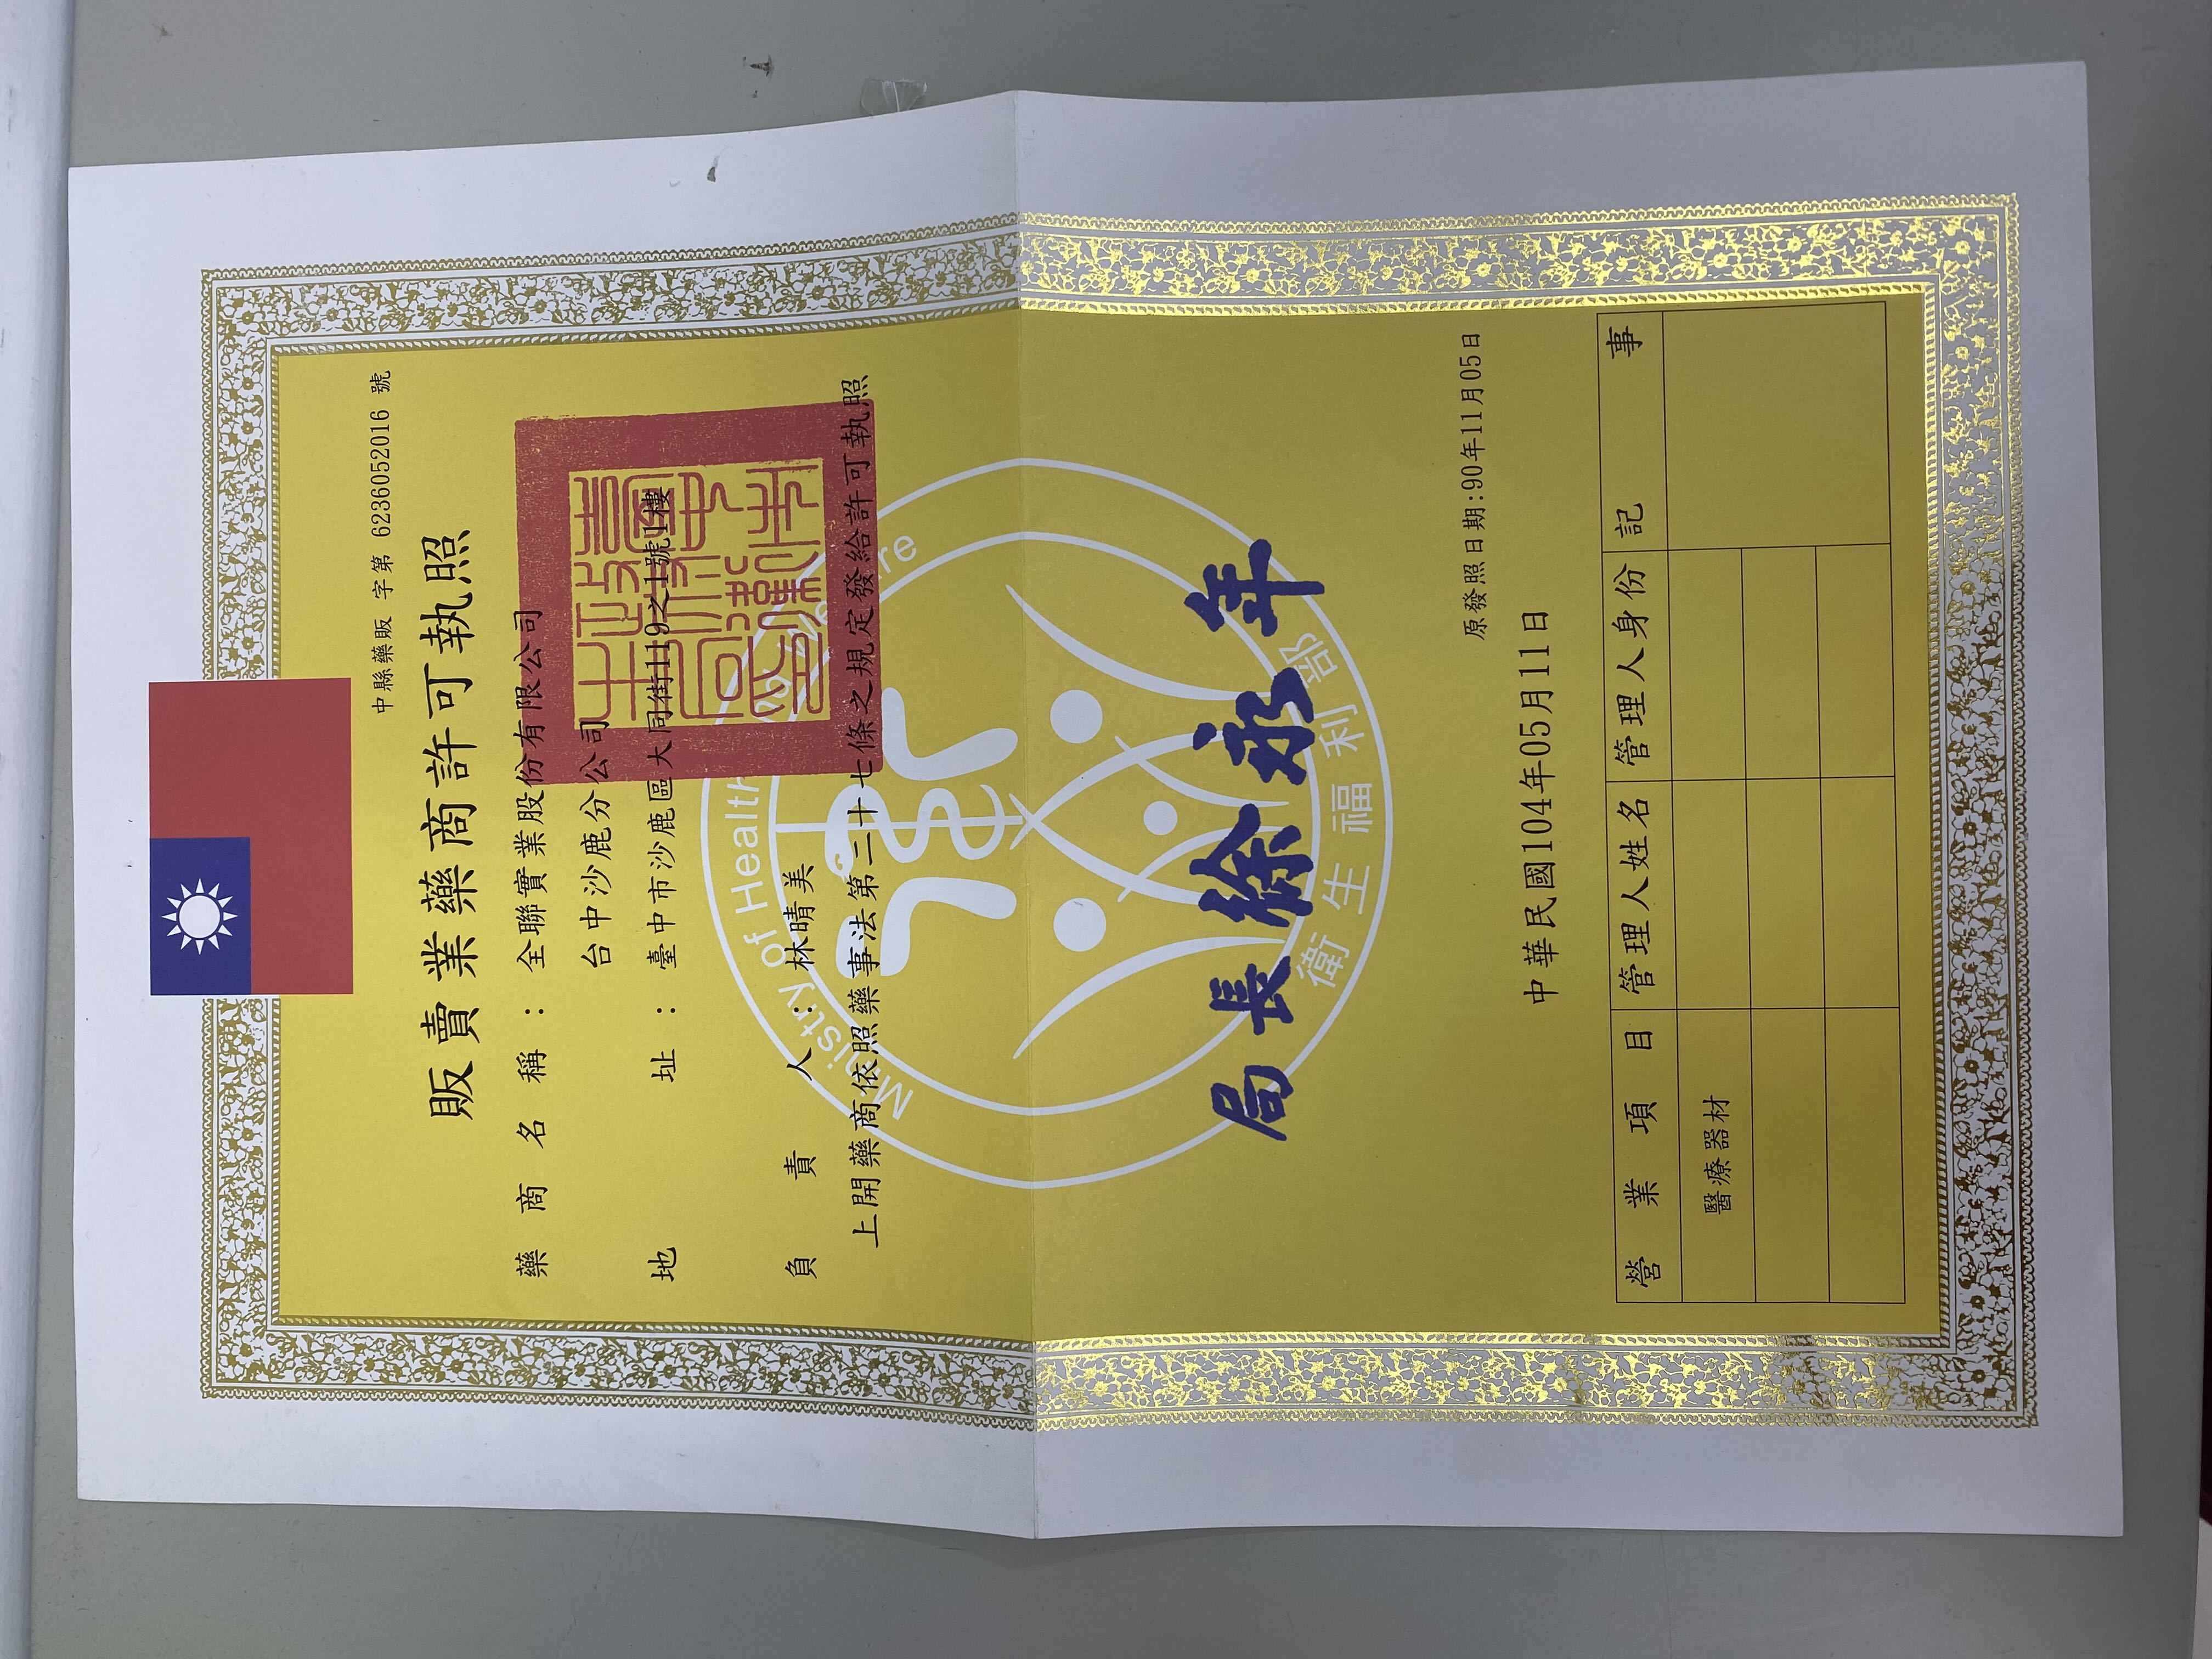 中縣藥販 字第 6236052016 號
販賣業藥商許可執照
藥商名稱：全聯實業股份有限公司
台中沙鹿分公司
地址：臺中市沙鹿區大同街119之1號1樓
負責人：林晴美
上開藥商依照藥事法第二十七條之規定發給許可執照
Ministry of Health and Welfare
衛生福利部
局長徐永年
原發照日期:90年11月05日
中華民國104年05月11日
營業項目 管理人姓名 管理人身份 記事
醫療器材